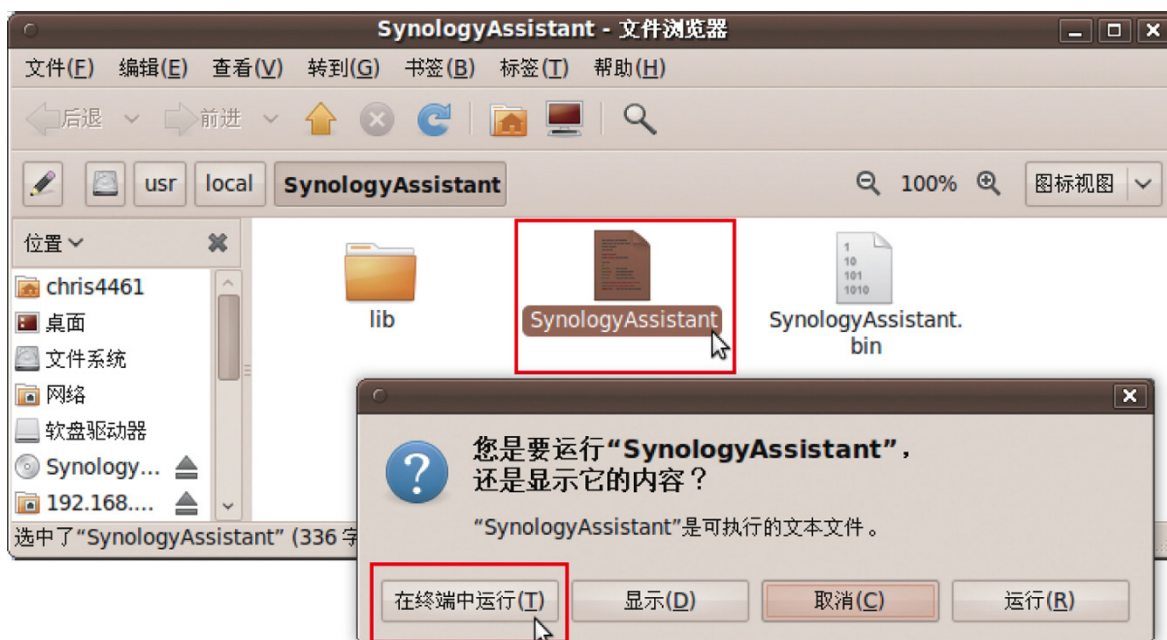 SynologyAssistant - 文件浏览器
文件(F) 编辑(E) 查看(V) 转到(G) 书签(B) 标签(T) 帮助(H)
后退 前进
usr local SynologyAssistant 100% 图标视图
位置
chris4461
桌面
文件系统
网络
软盘驱动器
Synology...
192.168....
lib
SynologyAssistant
1
10
101
1010
SynologyAssistant.
bin
选中了“SynologyAssistant” (336 字
您是要运行“SynologyAssistant”，
还是显示它的内容？
“SynologyAssistant”是可执行的文本文件。
在终端中运行(T) 显示(D) 取消(C) 运行(R)